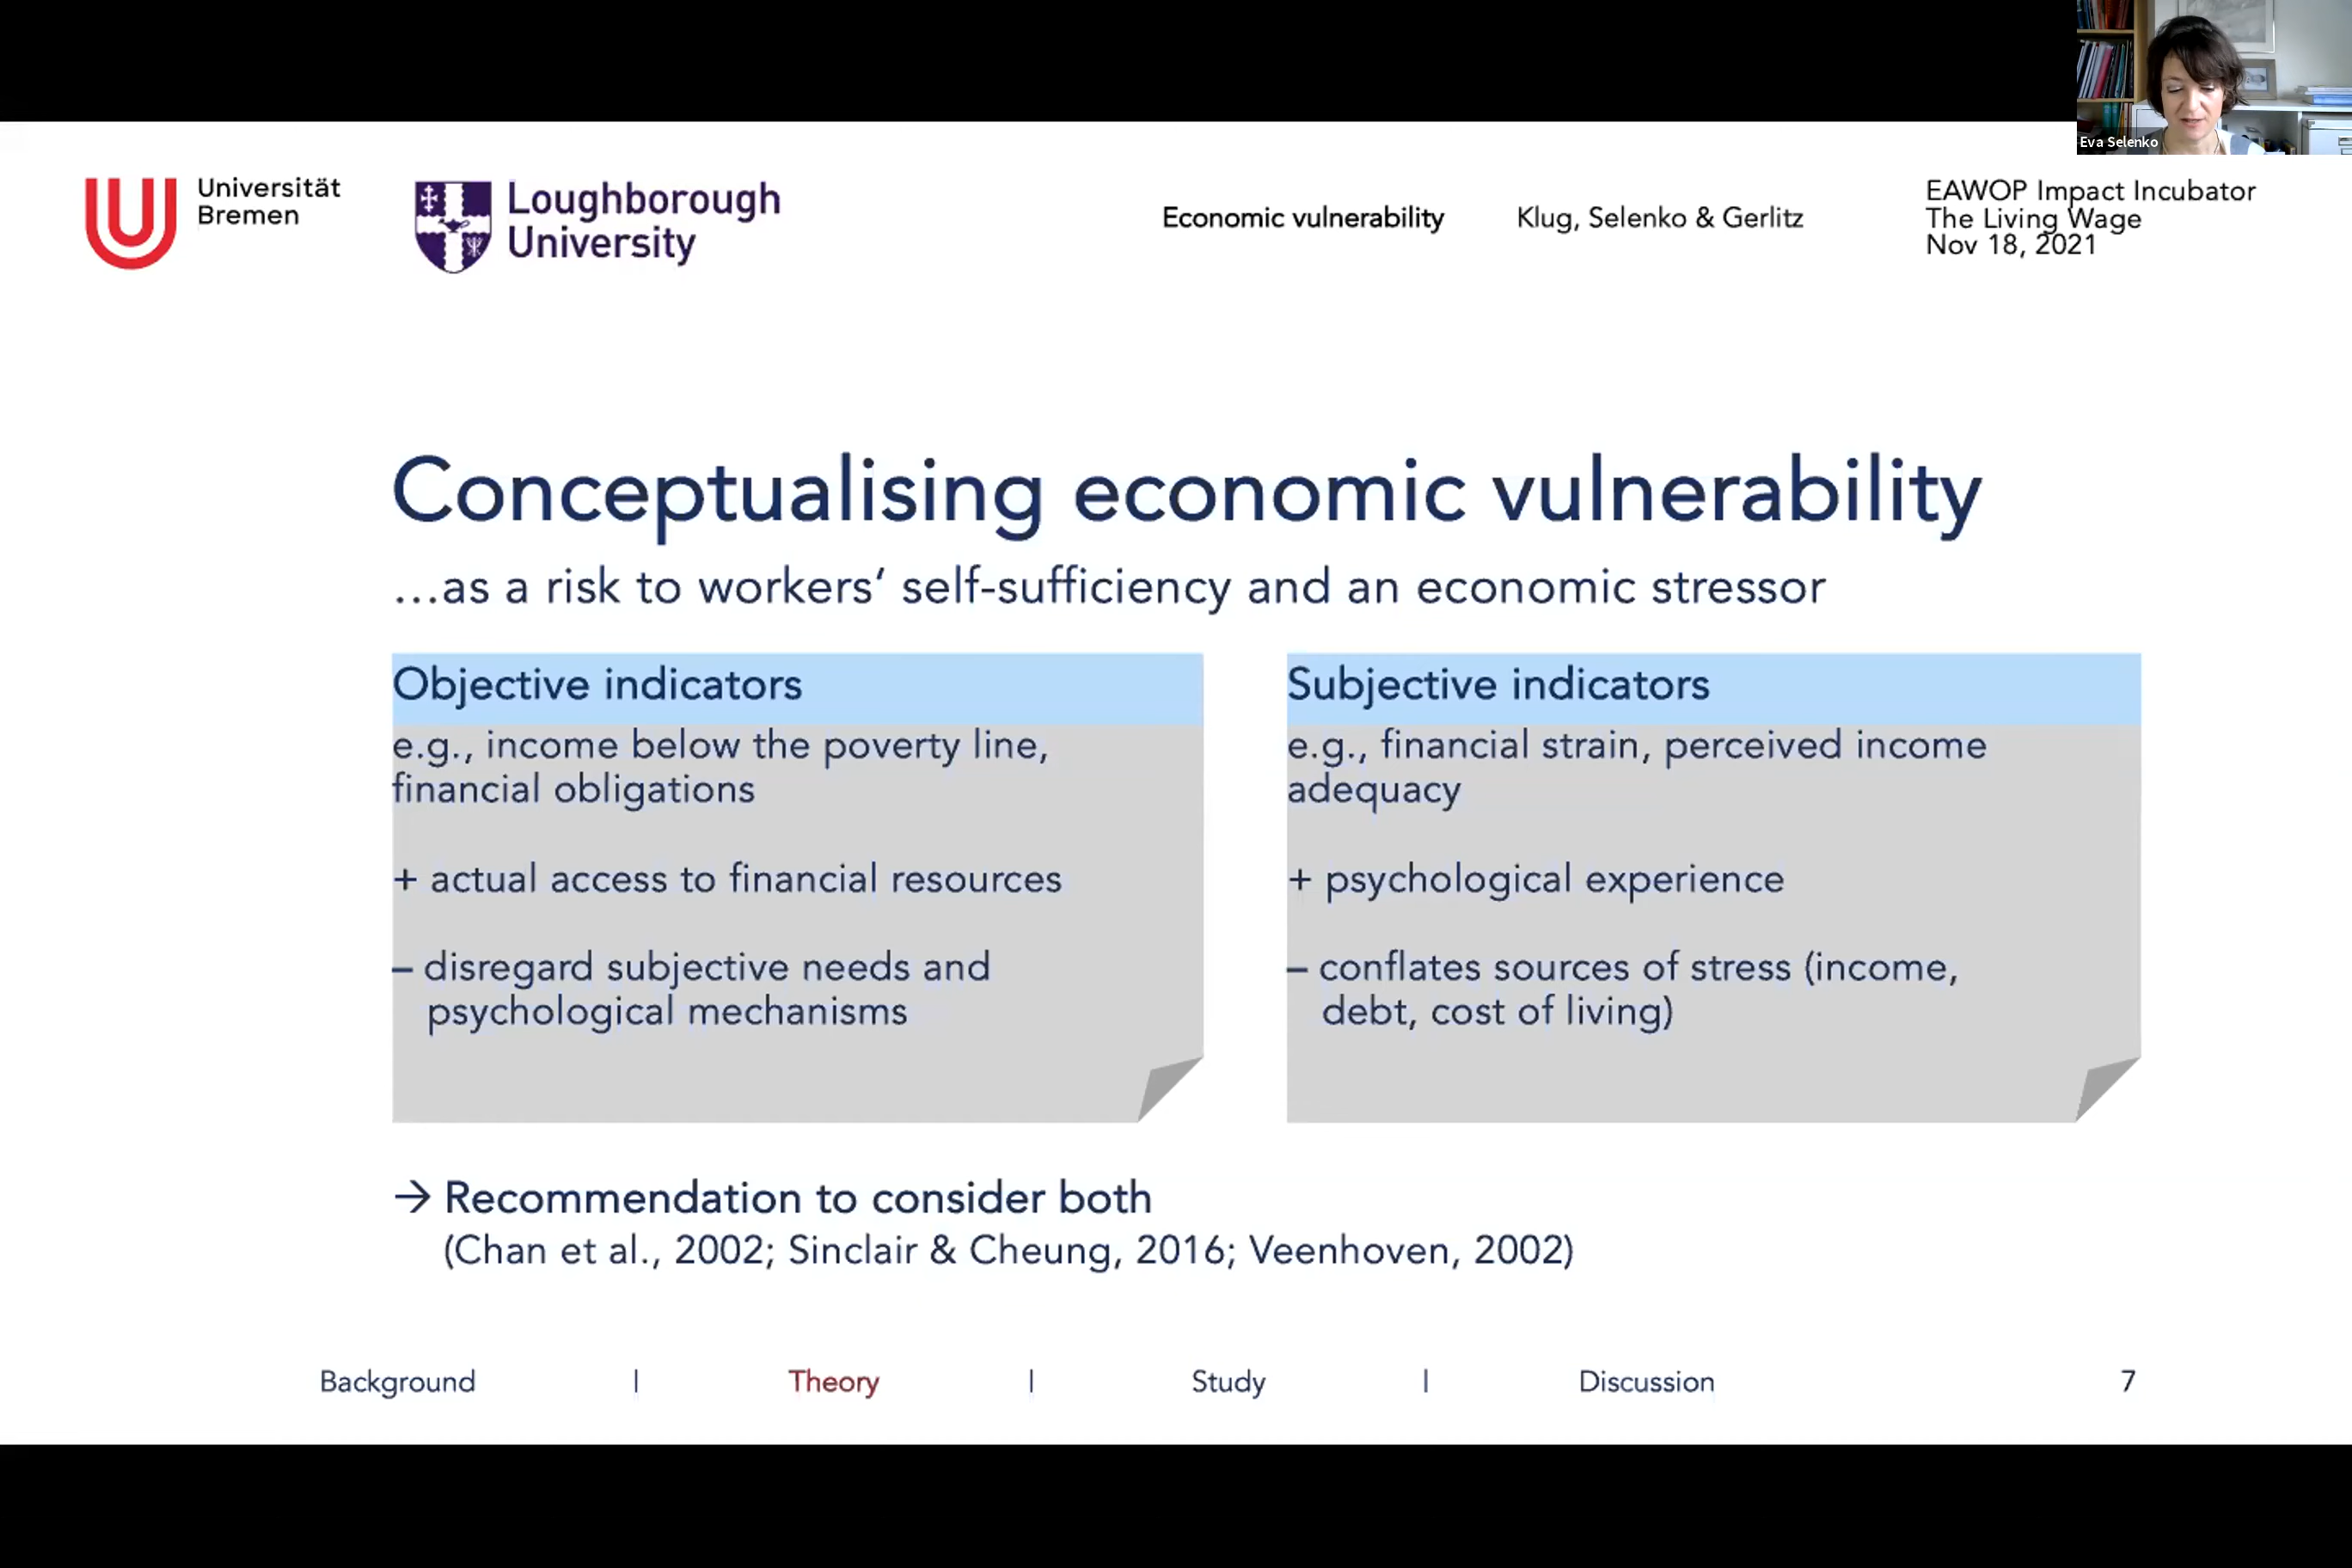 Eva Selenko
Universität
Bremen
Loughborough
University
Economic vulnerability
Klug, Selenko & Gerlitz
EAWOP Impact Incubator
The Living Wage
Nov 18, 2021
Conceptualising economic vulnerability
…as a risk to workers‘ self-sufficiency and an economic stressor
Objective indicators
e.g., income below the poverty line,
financial obligations
+ actual access to financial resources
– disregard subjective needs and
psychological mechanisms
Subjective indicators
e.g., financial strain, perceived income
adequacy
+ psychological experience
– conflates sources of stress (income,
debt, cost of living)
→ Recommendation to consider both
(Chan et al., 2002; Sinclair & Cheung, 2016; Veenhoven, 2002)
Background | Theory | Study | Discussion 7